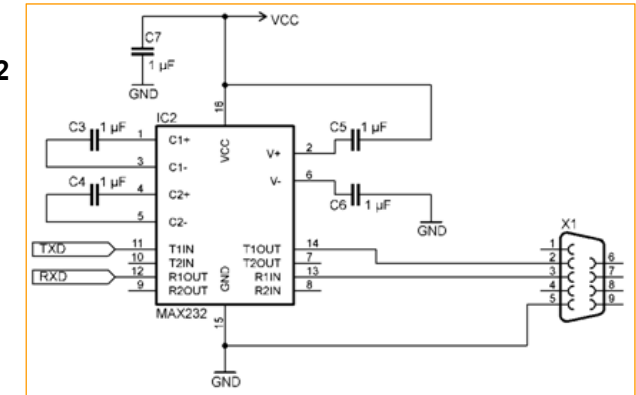 VCC
C7
1 µF
GND
2
16
IC2
C3 1 µF
1 C1+
3 C1-
C4 1 µF
4 C2+
5 C2-
VCC
V+ 2
C5 1 µF
V- 6
C6 1 µF
GND
TXD 11 T1IN
10 T2IN
RXD 12 R1OUT
9 R2OUT
GND
T1OUT 14
T2OUT 7
R1IN 13
R2IN 8
MAX232
15
GND
X1
1
2 6
3 7
4 8
5 9